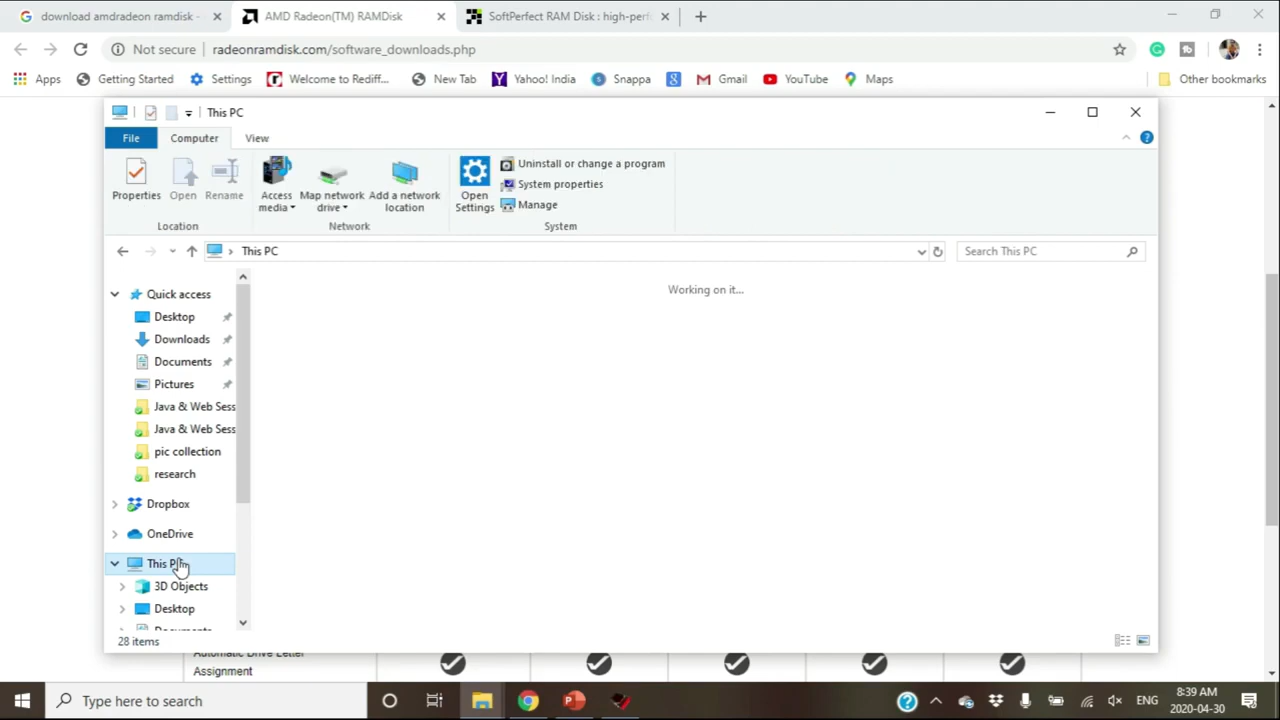 download amdradeon ramdisk -
AMD Radeon(TM) RAMDisk
SoftPerfect RAM Disk : high-perf
Not secure
radeonramdisk.com/software_downloads.php
Apps
Getting Started
Settings
Welcome to Rediff...
New Tab
Yahoo! India
Snappa
Gmail
YouTube
Maps
Other bookmarks
This PC
File
Computer
View
Properties
Open
Rename
Access media
Map network drive
Add a network location
Open Settings
Uninstall or change a program
System properties
Manage
Location
Network
System
This PC
Search This PC
Working on it...
Quick access
Desktop
Downloads
Documents
Pictures
Java & Web Sess
Java & Web Sess
pic collection
research
Dropbox
OneDrive
This
3D Objects
Desktop
Documents
28 items
Automatic Drive Letter
Assignment
Type here to search
ENG
8:39 AM
2020-04-30